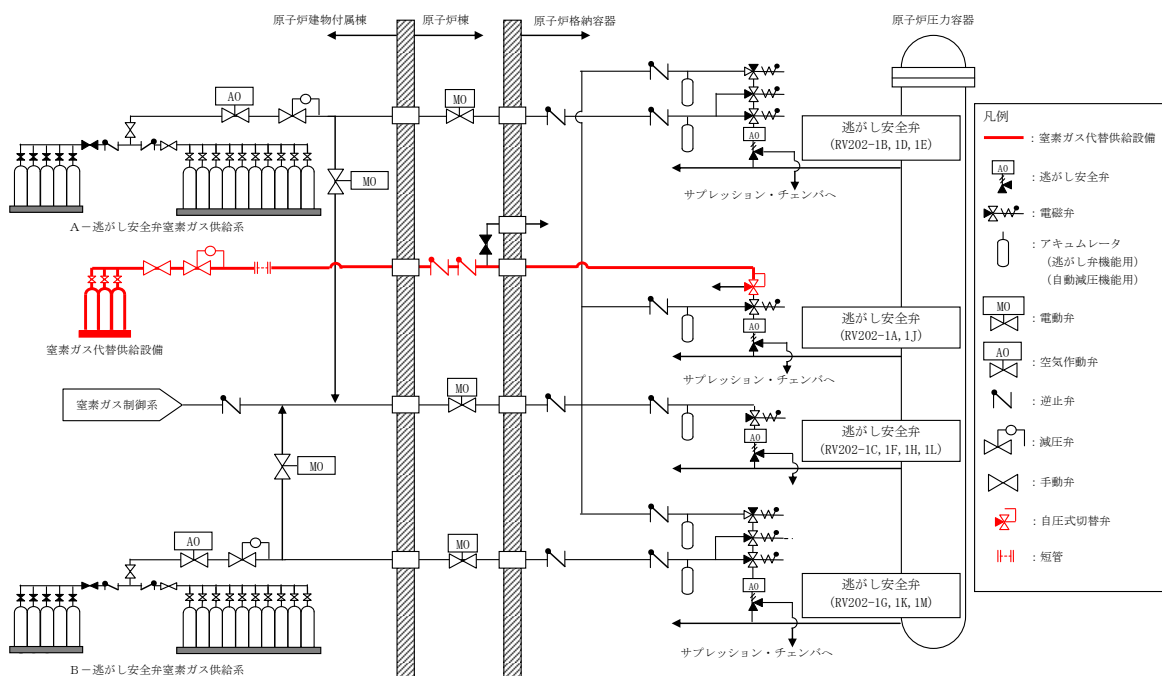 原子炉建物付属棟
原子炉棟
原子炉格納容器
原子炉圧力容器
AO
MO
MO
A-逃がし安全弁窒素ガス供給系
AO
逃がし安全弁
(RV202-1B, 1D, 1E)
サプレッション・チェンバへ
窒素ガス代替供給設備
AO
逃がし安全弁
(RV202-1A, 1J)
サプレッション・チェンバへ
窒素ガス制御系
MO
AO
逃がし安全弁
(RV202-1C, 1F, 1H, 1L)
MO
AO
MO
B-逃がし安全弁窒素ガス供給系
AO
逃がし安全弁
(RV202-1G, 1K, 1M)
サプレッション・チェンバへ
凡例
窒素ガス代替供給設備
AO
：逃がし安全弁
：電磁弁
：アキュムレータ
(逃がし弁機能用)
(自動減圧機能用)
MO
：電動弁
AO
：空気作動弁
：逆止弁
：減圧弁
：手動弁
：自圧式切替弁
：短管